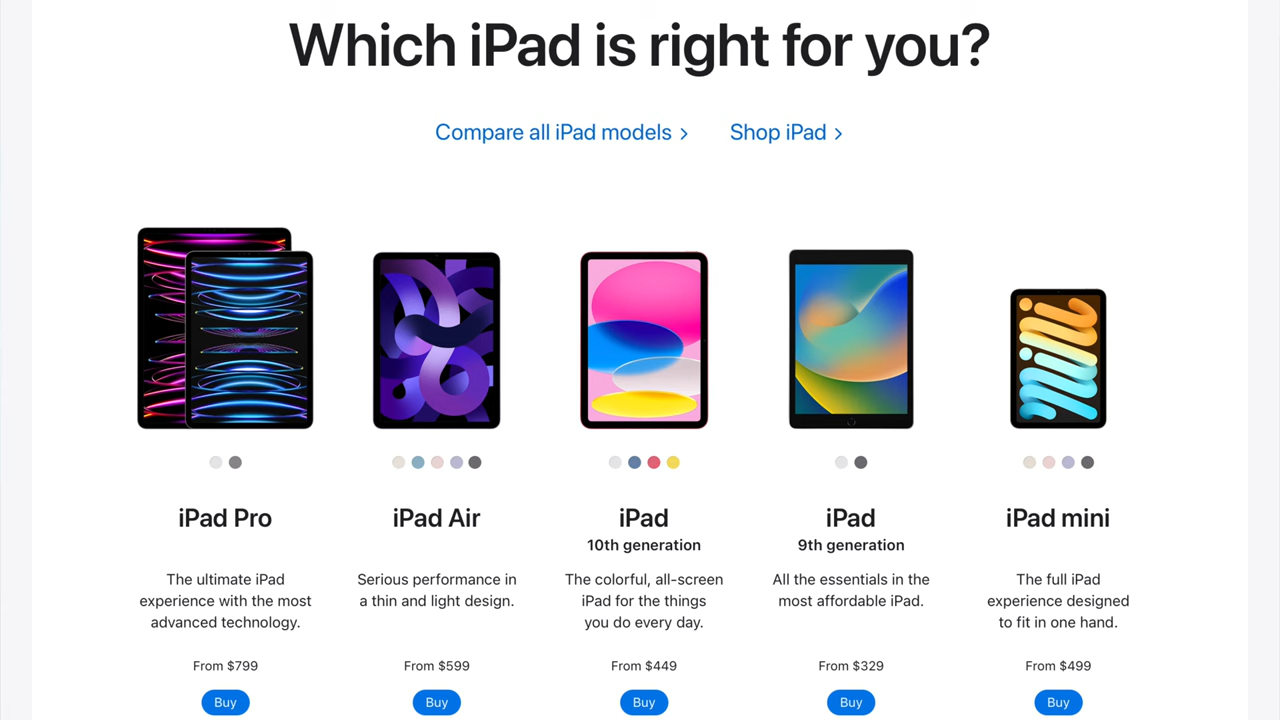 Which iPad is right for you?
Compare all iPad models >
Shop iPad >
iPad Pro
The ultimate iPad
experience with the most
advanced technology.
From $799
Buy
iPad Air
Serious performance in
a thin and light design.
From $599
Buy
iPad
10th generation
The colorful, all-screen
iPad for the things
you do every day.
From $449
Buy
iPad
9th generation
All the essentials in the
most affordable iPad.
From $329
Buy
mini
iPad mini
The full iPad
experience designed
to fit in one hand.
From $499
Buy